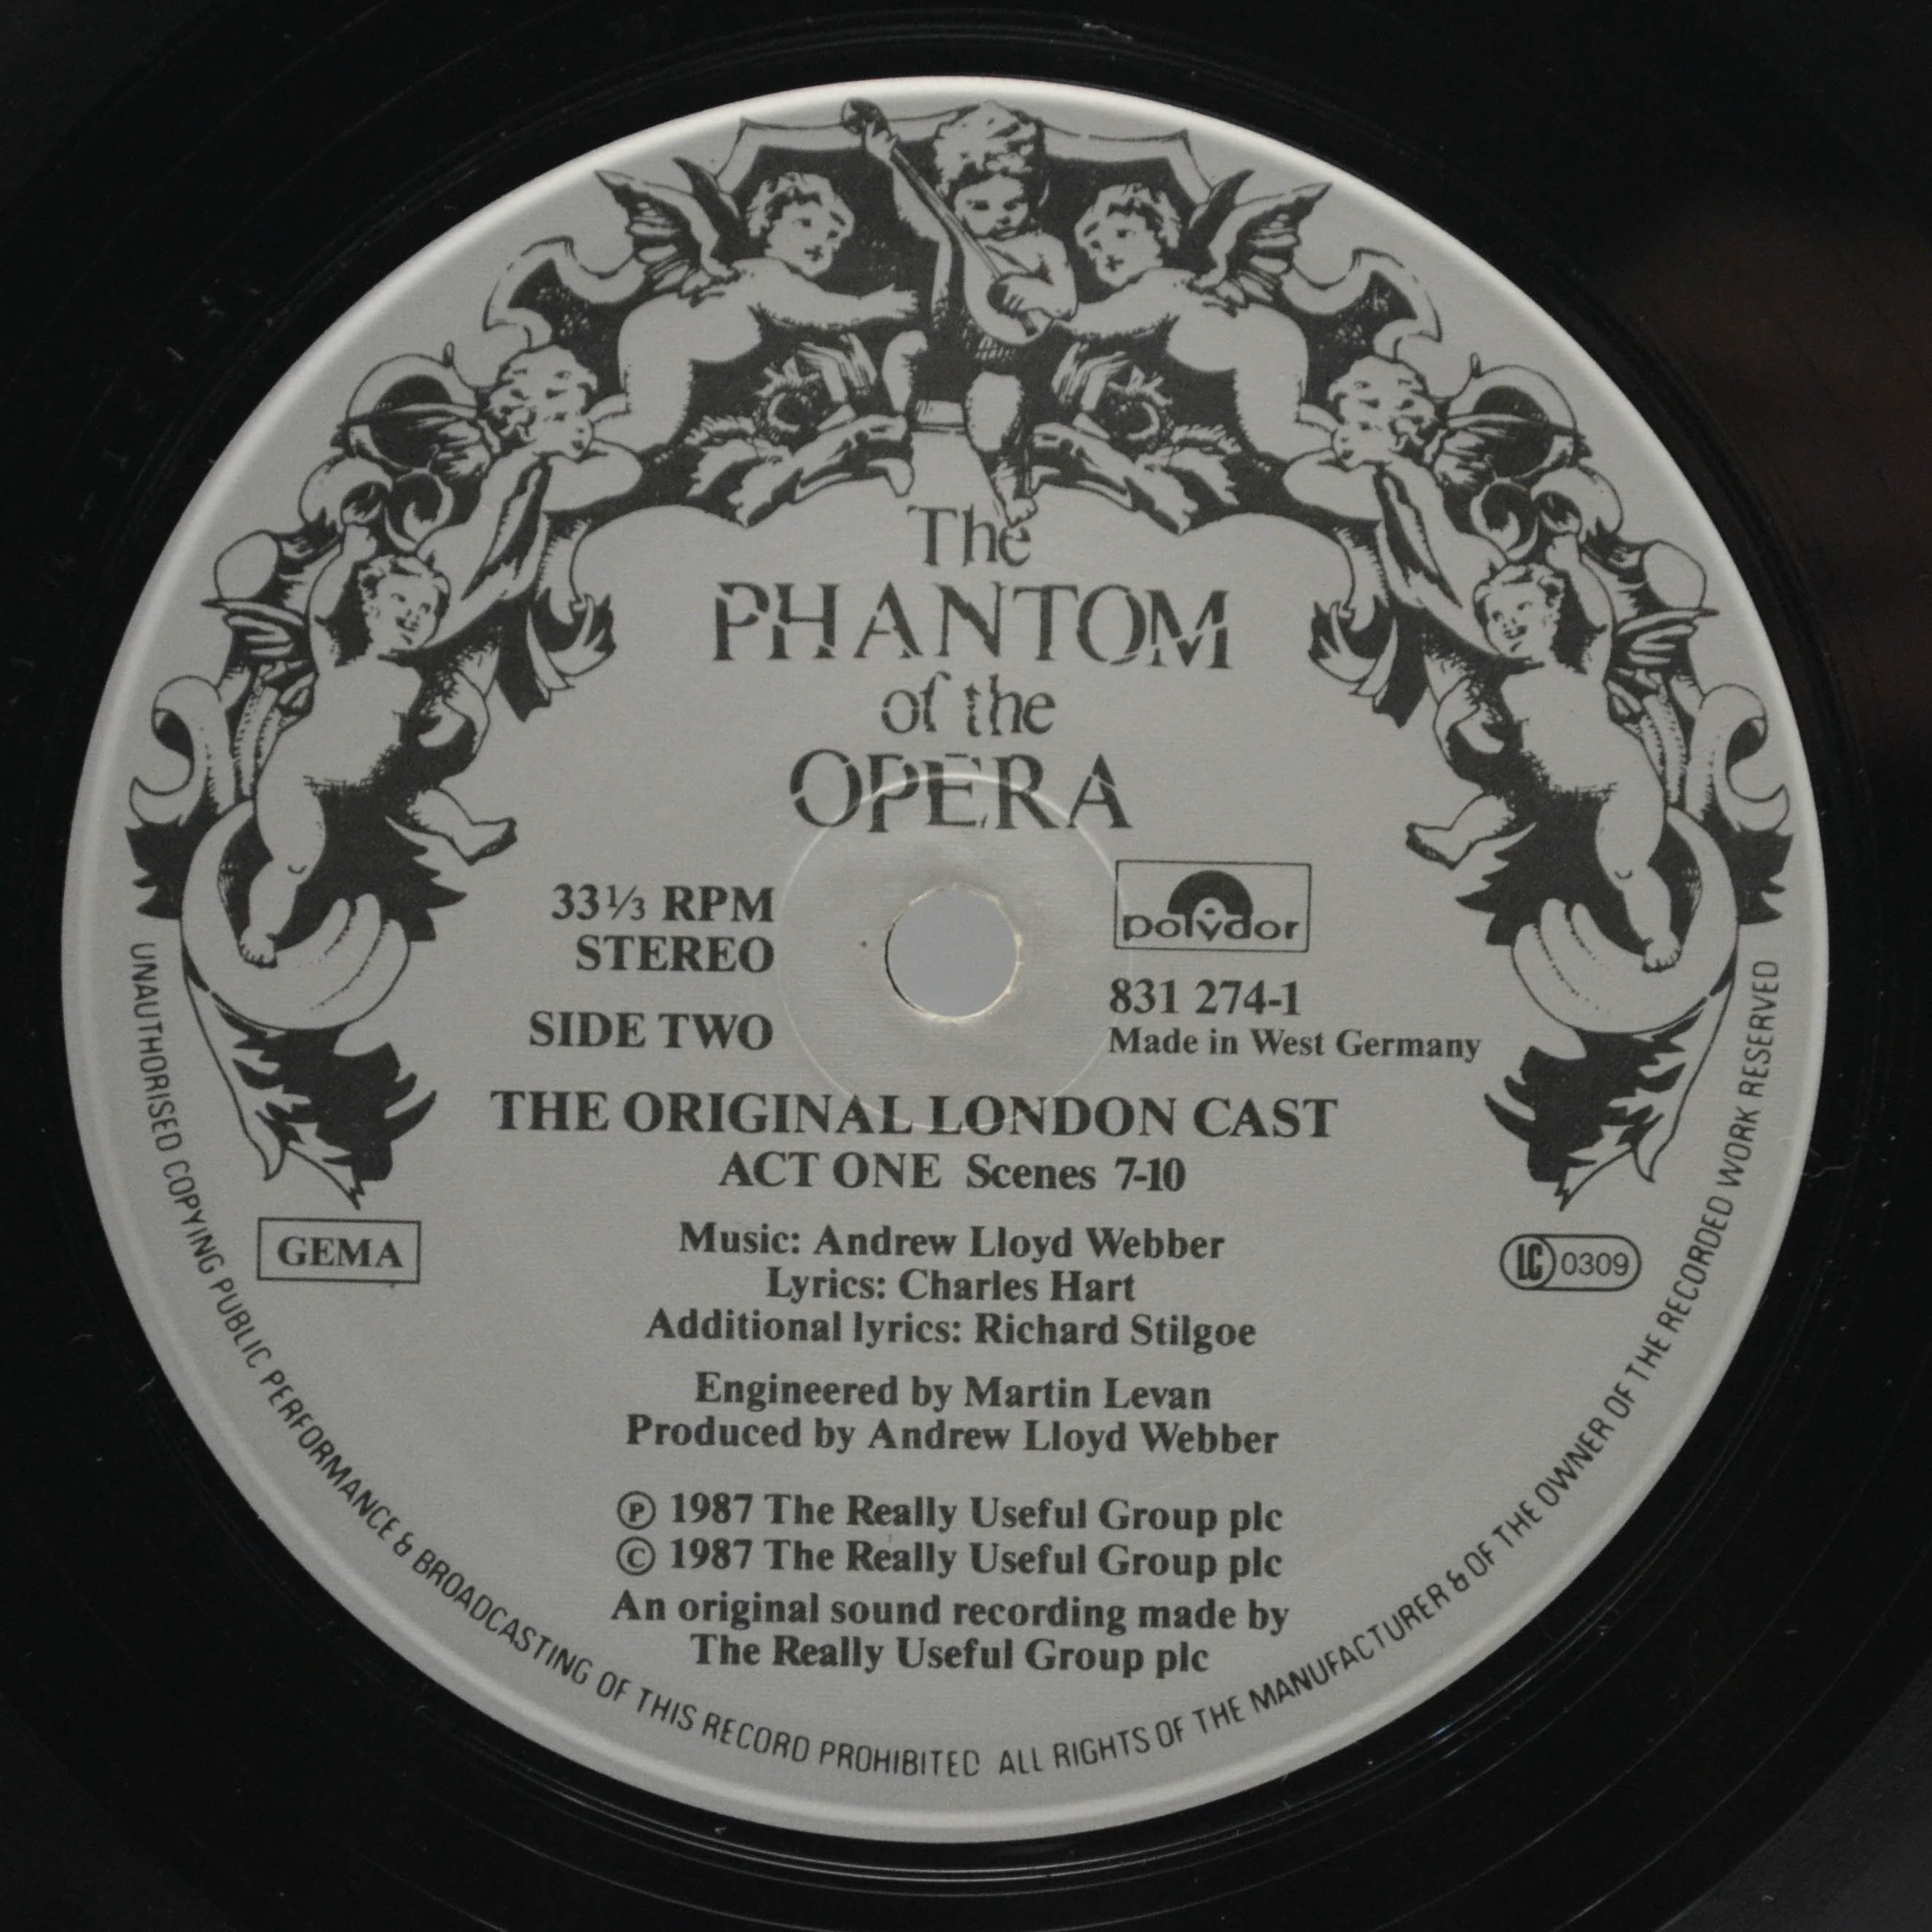 The
PHANTOM
of the
OPERA
33⅓ RPM
STEREO
SIDE TWO
polydor
831 274-1
Made in West Germany
THE ORIGINAL LONDON CAST
ACT ONE Scenes 7-10
GEMA
LC 0309
Music: Andrew Lloyd Webber
Lyrics: Charles Hart
Additional lyrics: Richard Stilgoe
Engineered by Martin Levan
Produced by Andrew Lloyd Webber
℗ 1987 The Really Useful Group plc
© 1987 The Really Useful Group plc
An original sound recording made by
The Really Useful Group plc
UNAUTHORISED COPYING PUBLIC PERFORMANCE & BROADCASTING OF THIS RECORD PROHIBITED ALL RIGHTS OF THE MANUFACTURER & OF THE OWNER OF THE RECORDED WORK RESERVED